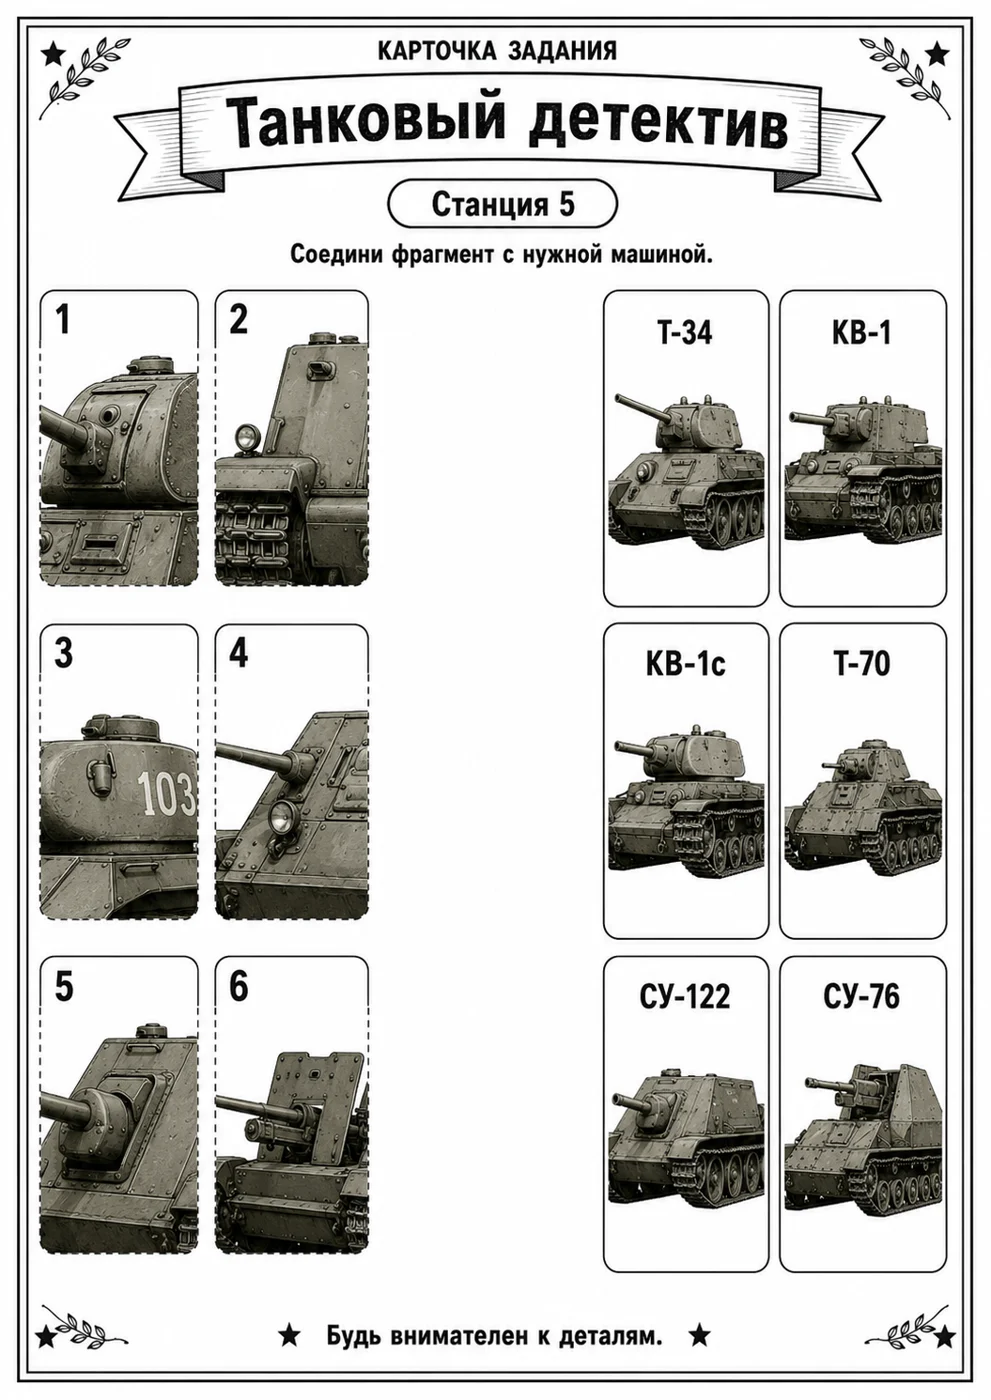 КАРТОЧКА ЗАДАНИЯ
Танковый детектив
Станция 5
Соедини фрагмент с нужной машиной.
1
2
Т-34
КВ-1
3
103
4
КВ-1с
Т-70
5
6
СУ-122
СУ-76
Будь внимателен к деталям.